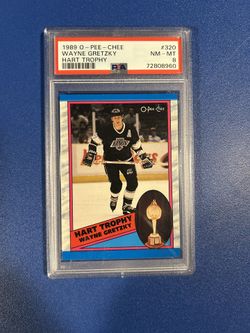 1989 O-PEE-CHEE #320
WAYNE GRETZKY NM-MT
HART TROPHY 8
PSA 72808960
O-Pee-Chee
A
HART TROPHY
WAYNE GRETZKY